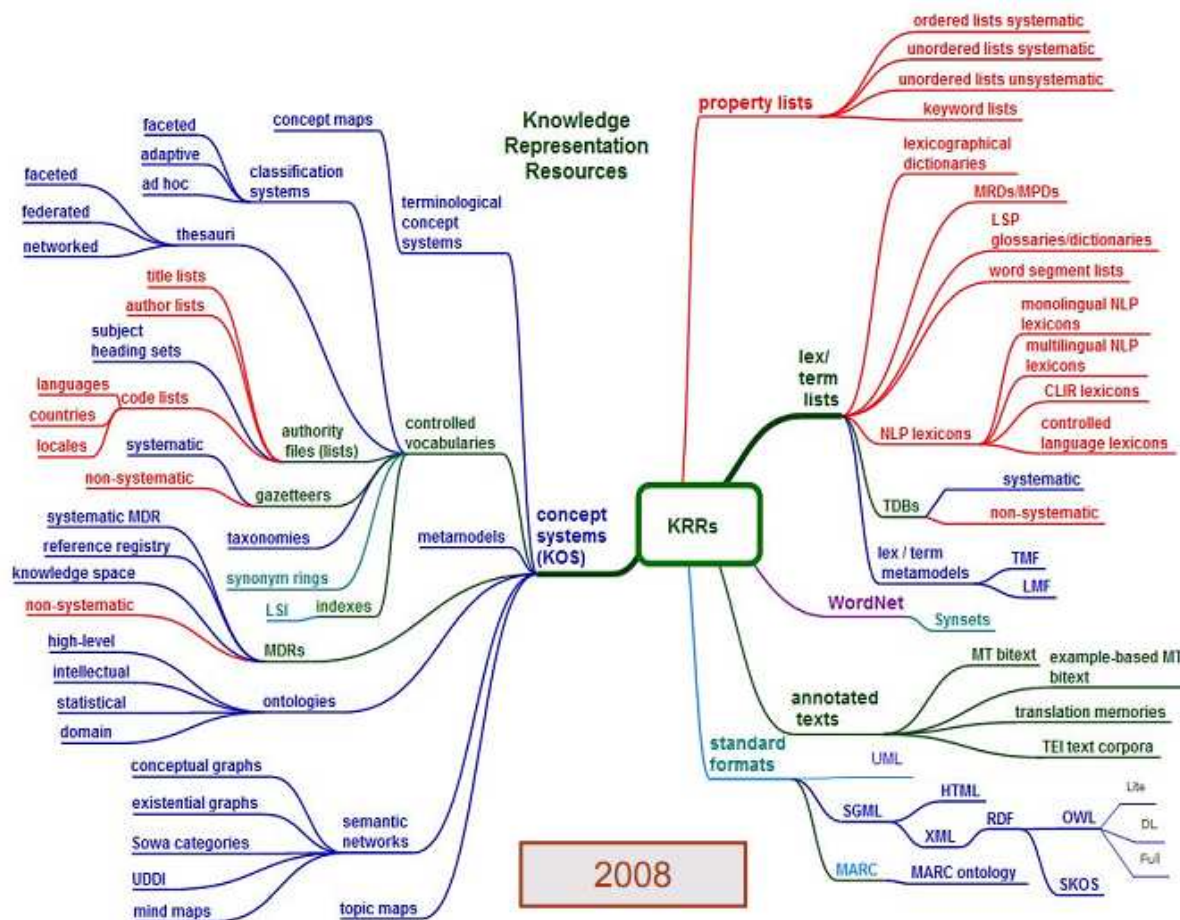 Knowledge
Representation
Resources
KRRs
property lists
ordered lists systematic
unordered lists systematic
unordered lists unsystematic
keyword lists
lex/
term
lists
lexicographical
dictionaries
MRDs/MPDs
LSP
glossaries/dictionaries
word segment lists
NLP lexicons
monolingual NLP
lexicons
multilingual NLP
lexicons
CLIR lexicons
controlled
language lexicons
TDBs
systematic
non-systematic
lex / term
metamodels
TMF
LMF
WordNet
Synsets
annotated
texts
MT bitext
example-based MT
bitext
translation memories
TEI text corpora
standard
formats
UML
SGML
HTML
XML
RDF
OWL
Lite
DL
Full
SKOS
MARC
MARC ontology
concept
systems
(KOS)
terminological
concept
systems
concept maps
controlled
vocabularies
classification
systems
faceted
adaptive
ad hoc
thesauri
faceted
federated
networked
authority
files (lists)
title lists
author lists
subject
heading sets
code lists
languages
countries
locales
gazetteers
systematic
non-systematic
taxonomies
synonym rings
indexes
LSI
metamodels
MDRs
systematic MDR
reference registry
knowledge space
non-systematic
ontologies
high-level
intellectual
statistical
domain
semantic
networks
conceptual graphs
existential graphs
Sowa categories
UDDI
mind maps
topic maps
2008